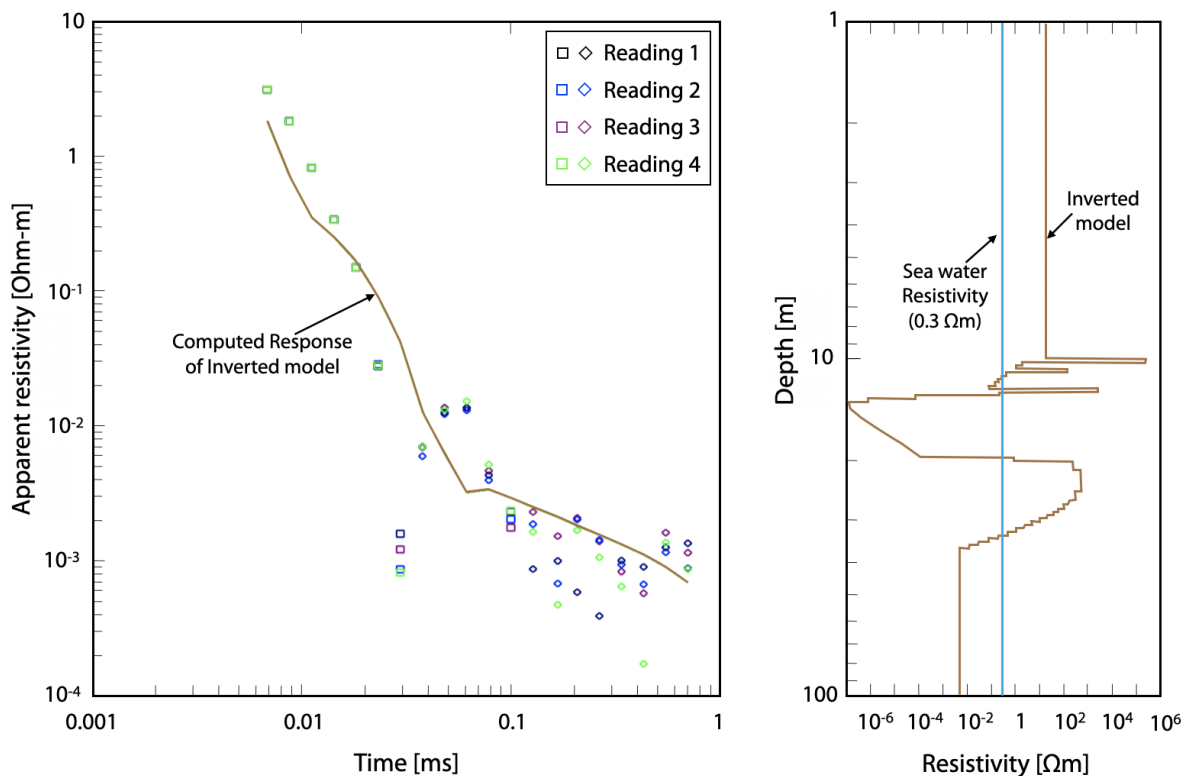 10
1
10-1
10-2
10-3
10-4
Apparent resistivity [Ohm-m]
0.001
0.01
0.1
1
Time [ms]
Reading 1
Reading 2
Reading 3
Reading 4
Computed Response
of Inverted model
1
10
100
Depth [m]
Sea water
Resistivity
(0.3 Ωm)
Inverted
model
10-6
10-4
10-2
1
102
104
106
Resistivity [Ωm]